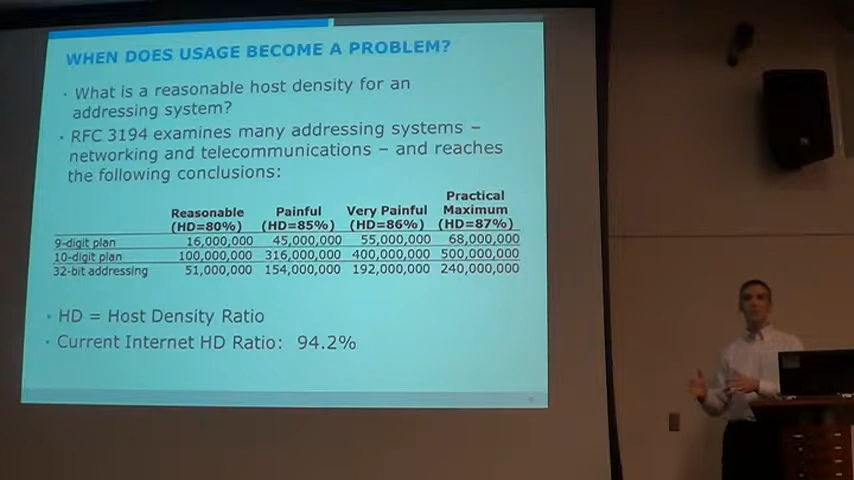 WHEN DOES USAGE BECOME A PROBLEM?
What is a reasonable host density for an
addressing system?
RFC 3194 examines many addressing systems –
networking and telecommunications – and reaches
the following conclusions:
Reasonable (HD=80%) Painful (HD=85%) Very Painful (HD=86%) Practical Maximum (HD=87%)
9-digit plan 16,000,000 45,000,000 55,000,000 68,000,000
10-digit plan 100,000,000 316,000,000 400,000,000 500,000,000
32-bit addressing 51,000,000 154,000,000 192,000,000 240,000,000
HD = Host Density Ratio
Current Internet HD Ratio: 94.2%